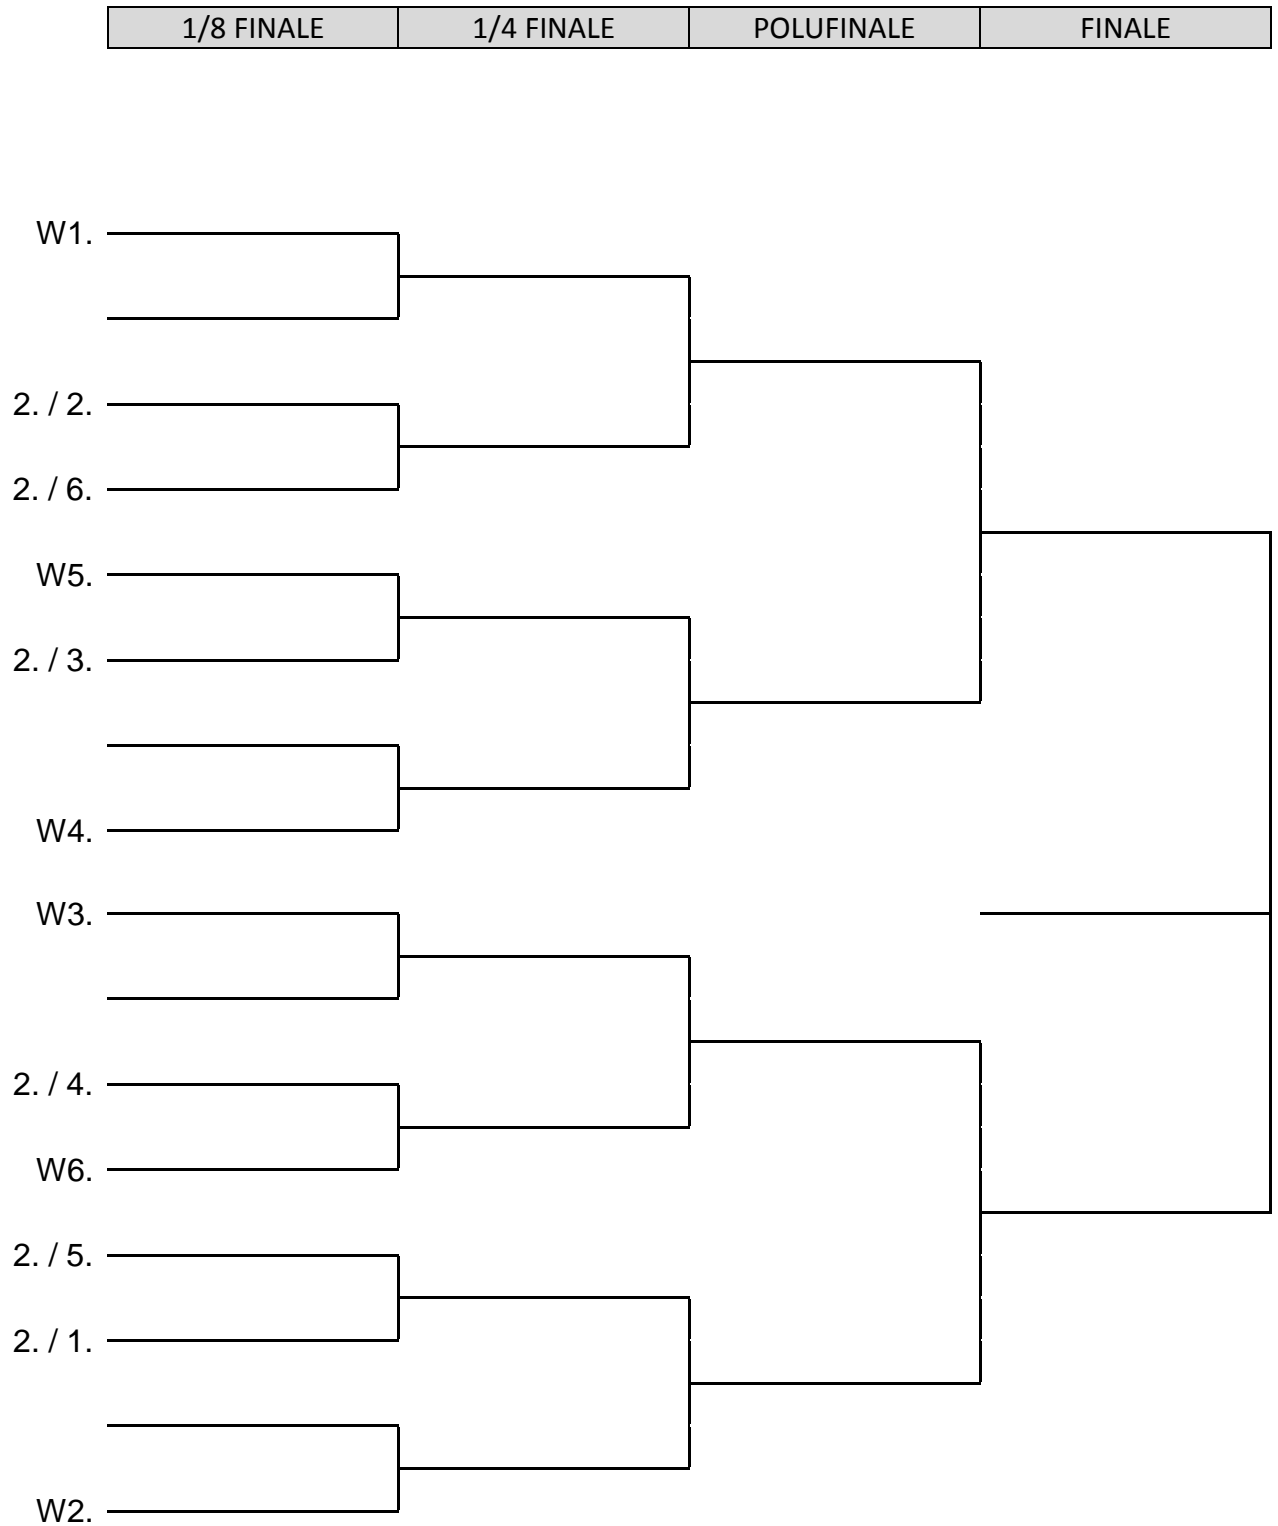 1/8 FINALE 1/4 FINALE POLUFINALE FINALE
W1.
2. / 2.
2. / 6.
W5.
2. / 3.
W4.
W3.
2. / 4.
W6.
2. / 5.
2. / 1.
W2.